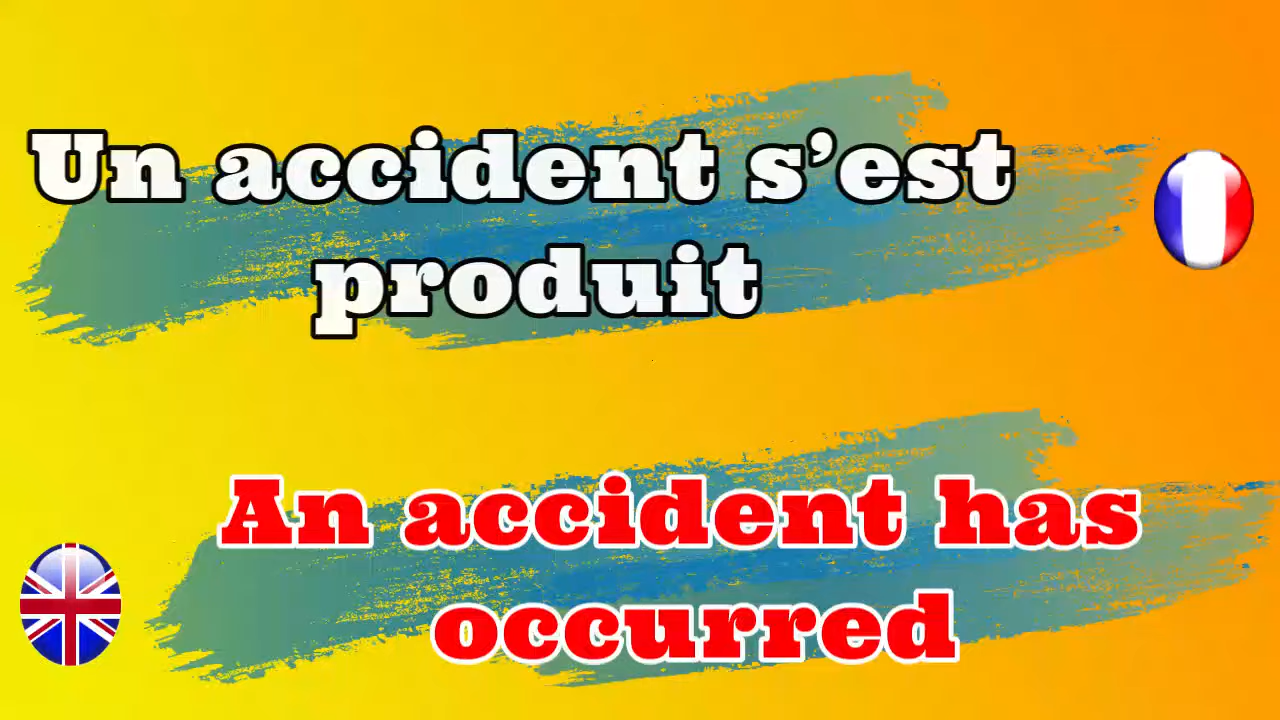 Un accident s’est
produit
An accident has
occurred